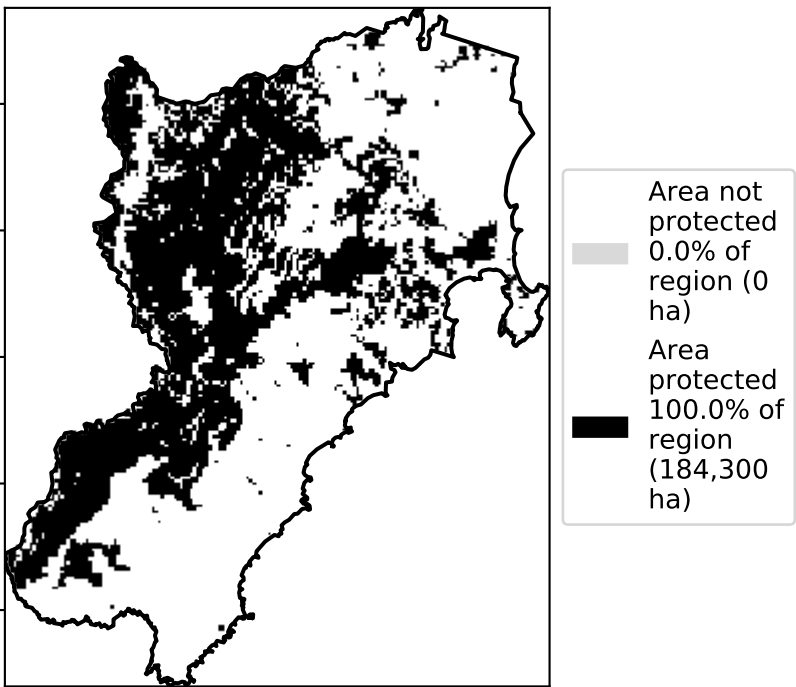 Area not
protected
0.0% of
region (0
ha)
Area
protected
100.0% of
region
(184,300
ha)